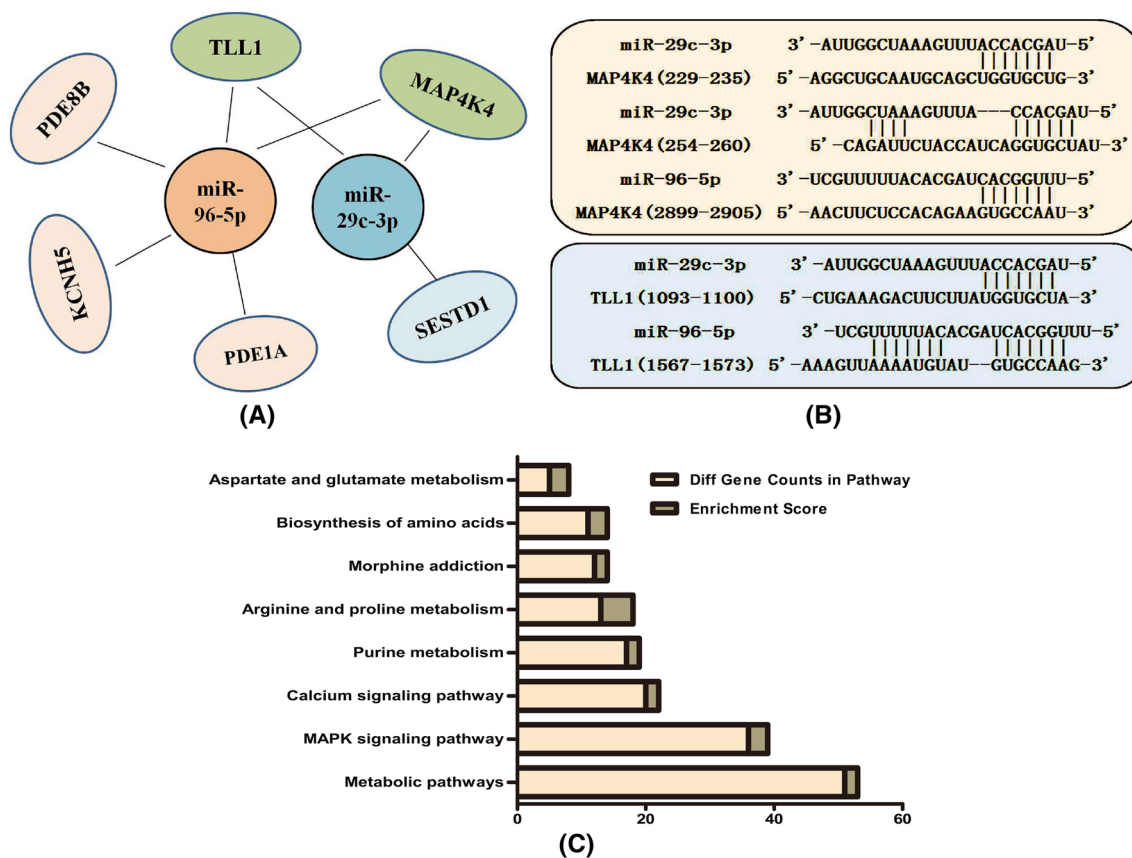 TLL1
MAP4K4
PDE8B
miR-
96-5p
miR-
29c-3p
KCNH5
PDE1A
SESTD1
(A)
miR-29c-3p 3’-AUUGGCUAAAGUUUACCACGAU-5’
MAP4K4(229-235) 5’-AGGCUGCAAUGCAGCUGGUGCUG-3’
miR-29c-3p 3’-AUUGGCUAAAGUUUA---CCACGAU-5’
MAP4K4(254-260) 5’-CAGAUUCUACCAUCAGGUGCUAU-3’
miR-96-5p 3’-UCGUUUUUACACGAUCACGGUUU-5’
MAP4K4(2899-2905) 5’-AACUUCUCCACAGAAGUGCCAAU-3’
miR-29c-3p 3’-AUUGGCUAAAGUUUACCACGAU-5’
TLL1(1093-1100) 5’-CUGAAAGACUUCUUAUGGUGCUA-3’
miR-96-5p 3’-UCGUUUUUACACGAUCACGGUUU-5’
TLL1(1567-1573) 5’-AAAGUUAAAAUGUAU--GUGCCAAG-3’
(B)
Diff Gene Counts in Pathway
Enrichment Score
Aspartate and glutamate metabolism
Biosynthesis of amino acids
Morphine addiction
Arginine and proline metabolism
Purine metabolism
Calcium signaling pathway
MAPK signaling pathway
Metabolic pathways
0 20 40 60
(C)